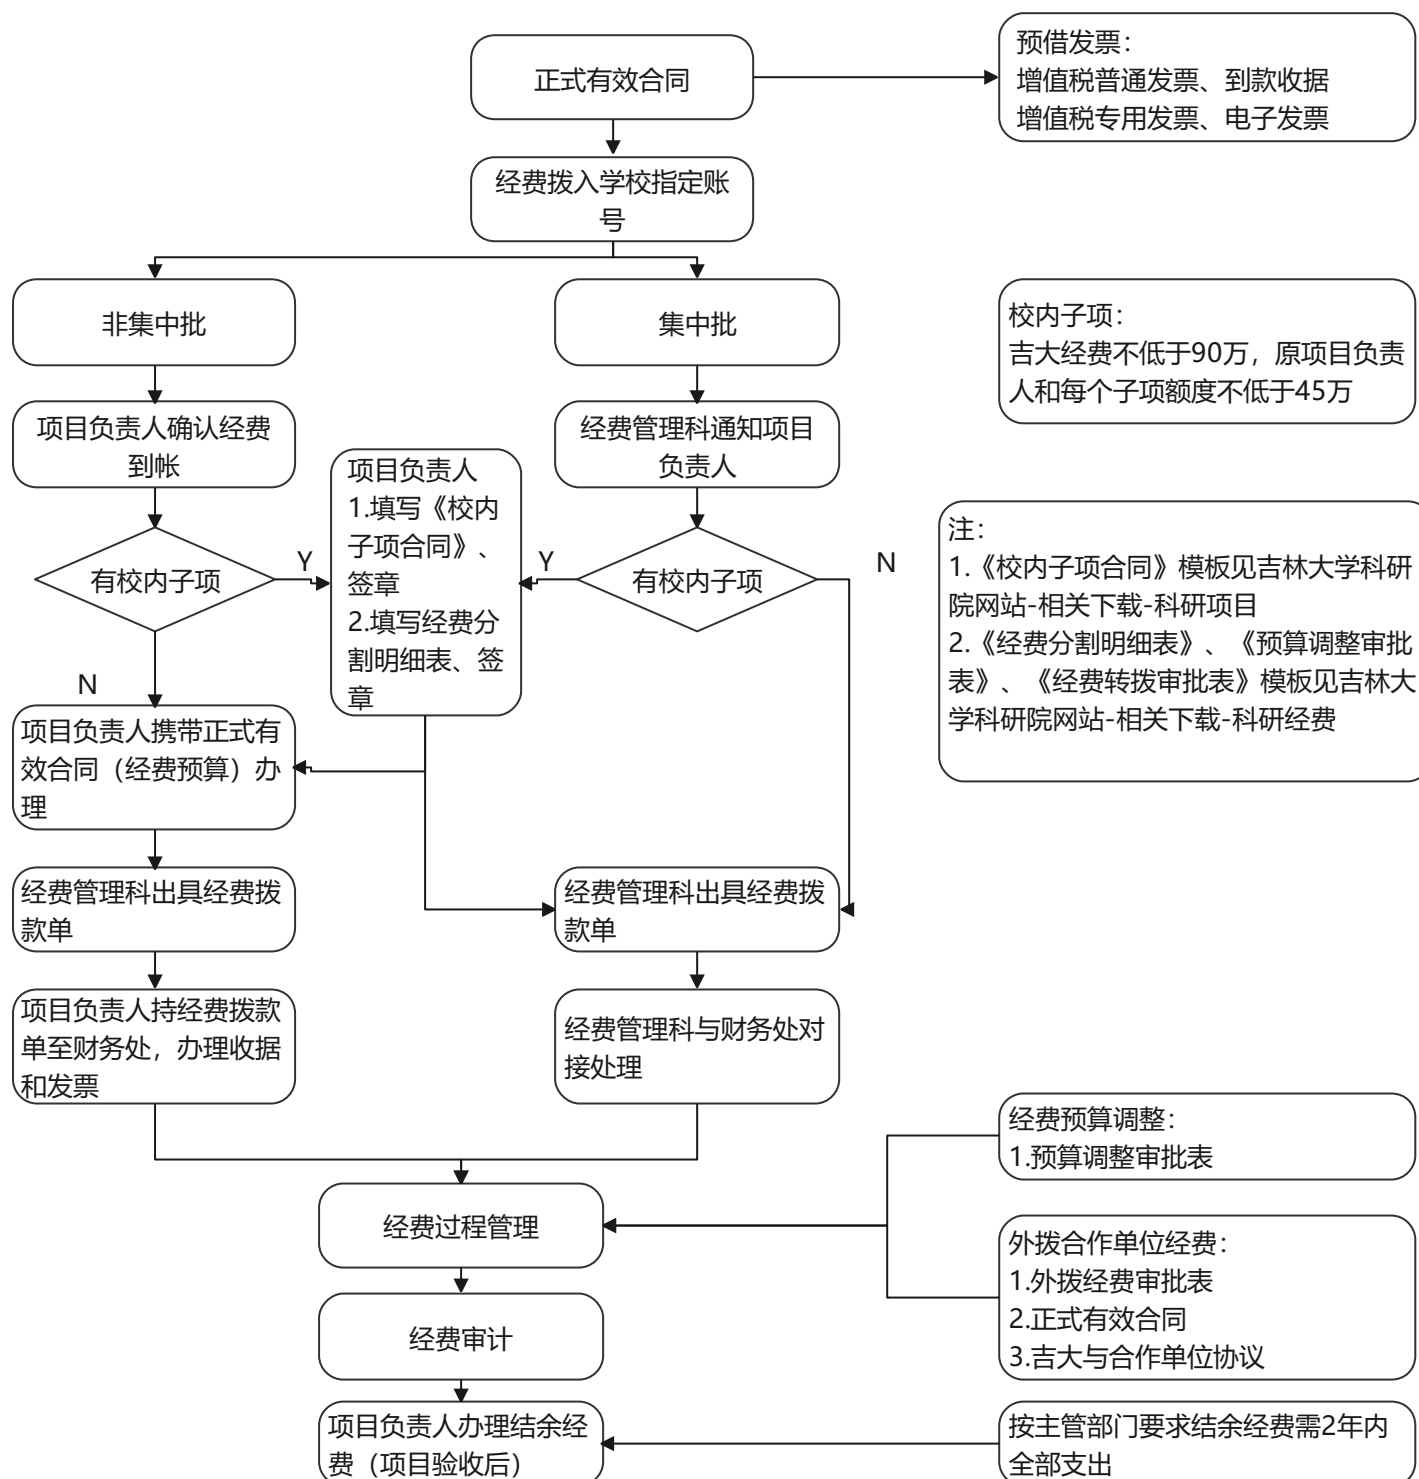 正式有效合同
预借发票：
增值税普通发票、到款收据
增值税专用发票、电子发票
经费拨入学校指定账
号
非集中批
集中批
校内子项：
吉大经费不低于90万，原项目负责
人和每个子项额度不低于45万
项目负责人确认经费
到帐
经费管理科通知项目
负责人
项目负责人
1.填写《校内
子项合同》、
签章
2.填写经费分
割明细表、签
章
有校内子项
Y
Y
有校内子项
N
N
注：
1.《校内子项合同》模板见吉林大学科研
院网站-相关下载-科研项目
2.《经费分割明细表》、《预算调整审批
表》、《经费转拨审批表》模板见吉林大
学科研院网站-相关下载-科研经费
项目负责人携带正式有
效合同（经费预算）办
理
经费管理科出具经费拨
款单
经费管理科出具经费拨
款单
项目负责人持经费拨款
单至财务处，办理收据
和发票
经费管理科与财务处对
接处理
经费预算调整：
1.预算调整审批表
经费过程管理
外拨合作单位经费：
1.外拨经费审批表
2.正式有效合同
3.吉大与合作单位协议
经费审计
项目负责人办理结余经
费（项目验收后）
按主管部门要求结余经费需2年内
全部支出